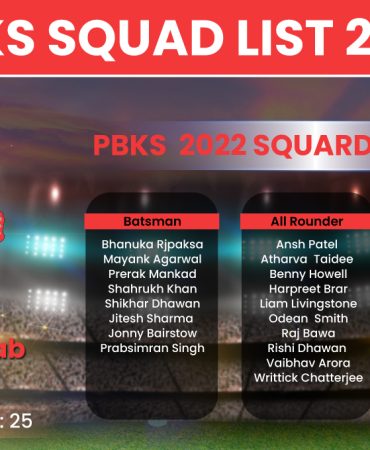 KS SQUAD LIST 2
PBKS 2022 SQUARD
Batsman
Bhanuka Rjpaksa
Mayank Agarwal
Prerak Mankad
Shahrukh Khan
Shikhar Dhawan
Jitesh Sharma
Jonny Bairstow
Prabsimran Singh
All Rounder
Ansh Patel
Atharva Taidee
Benny Howell
Harpreet Brar
Liam Livingstone
Odean Smith
Raj Bawa
Rishi Dhawan
Vaibhav Arora
Writtick Chatterjee
ab
: 25